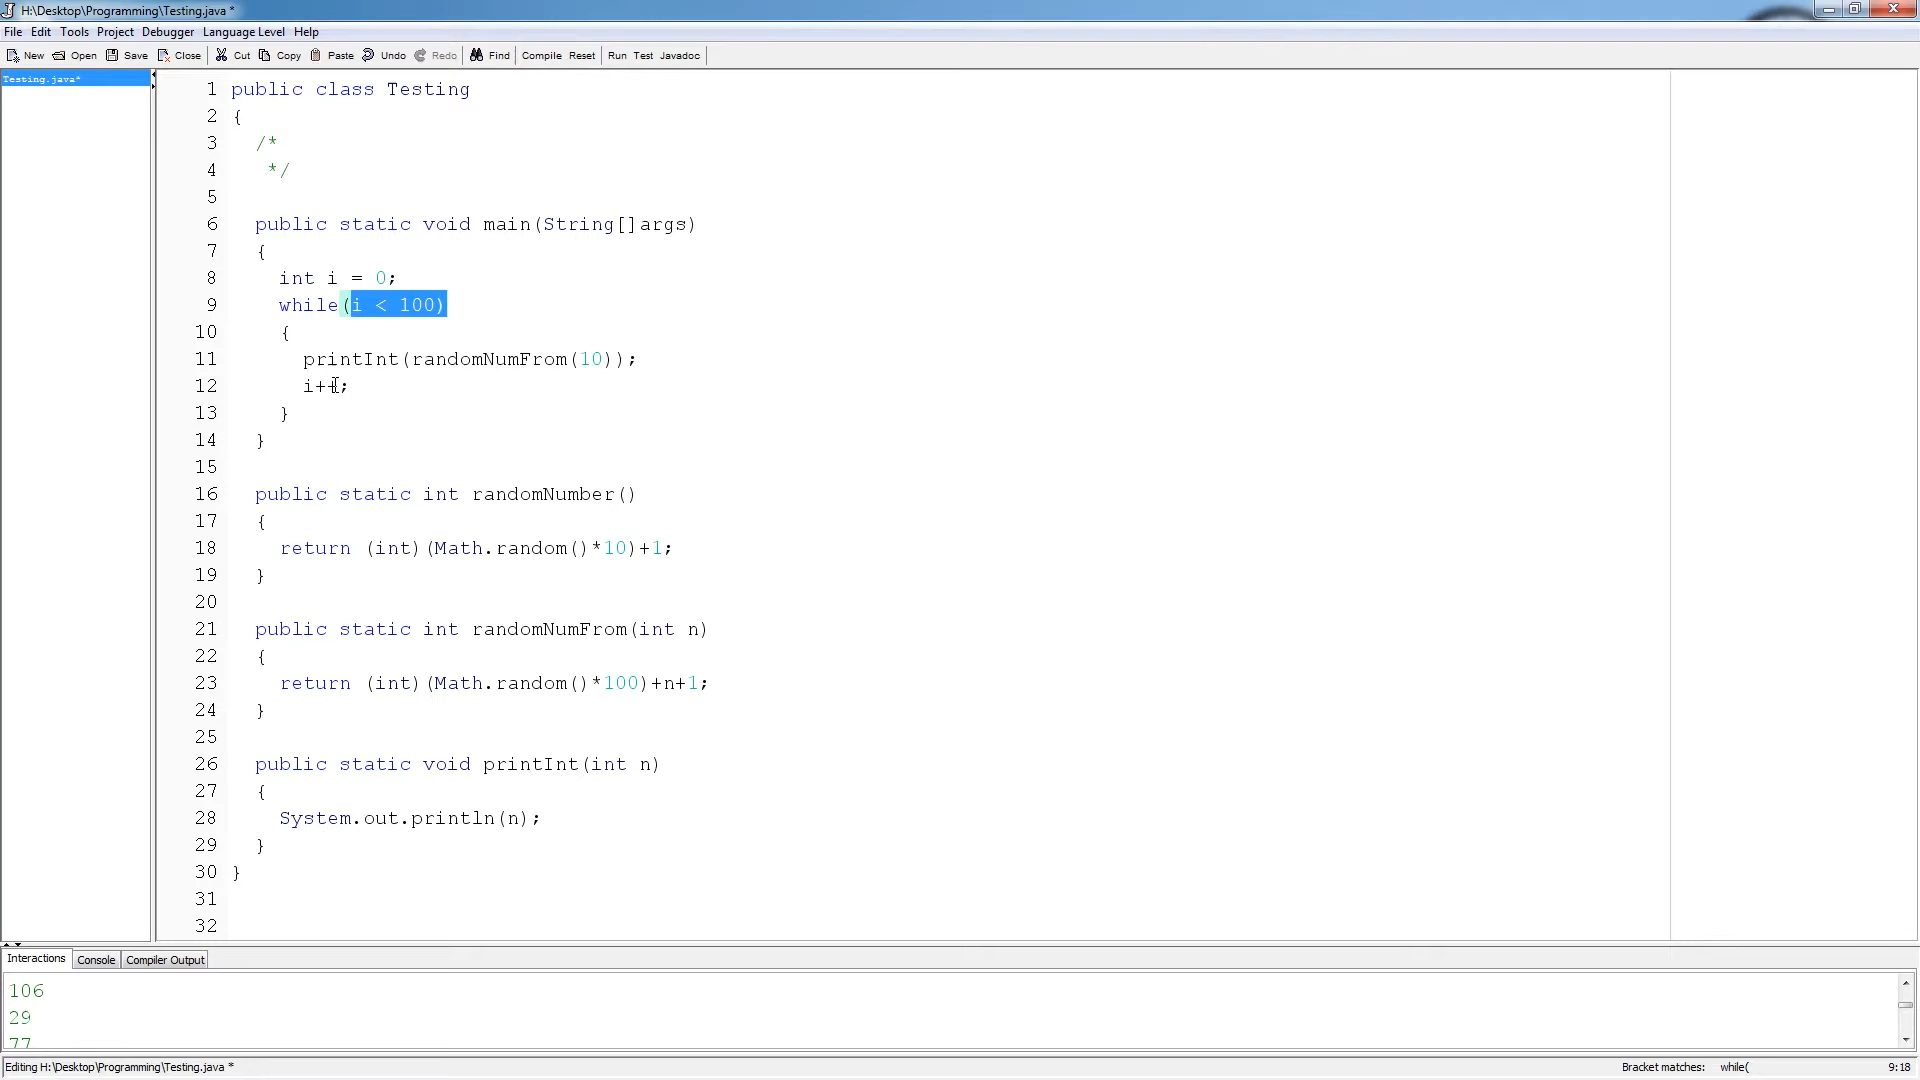 H:\Desktop\Programming\Testing.java *
File Edit Tools Project Debugger Language Level Help
New Open Save Close Cut Copy Paste Undo Redo Find Compile Reset Run Test Javadoc
Testing.java*
1 public class Testing
2 {
3 /*
4 */
5
6 public static void main(String[]args)
7 {
8 int i = 0;
9 while(i < 100)
10 {
11 printInt(randomNumFrom(10));
12 i++;
13 }
14 }
15
16 public static int randomNumber()
17 {
18 return (int)(Math.random()*10)+1;
19 }
20
21 public static int randomNumFrom(int n)
22 {
23 return (int)(Math.random()*100)+n+1;
24 }
25
26 public static void printInt(int n)
27 {
28 System.out.println(n);
29 }
30 }
31
32
Interactions Console Compiler Output
106
29
77
Editing H:\Desktop\Programming\Testing.java * Bracket matches: while( 9:18